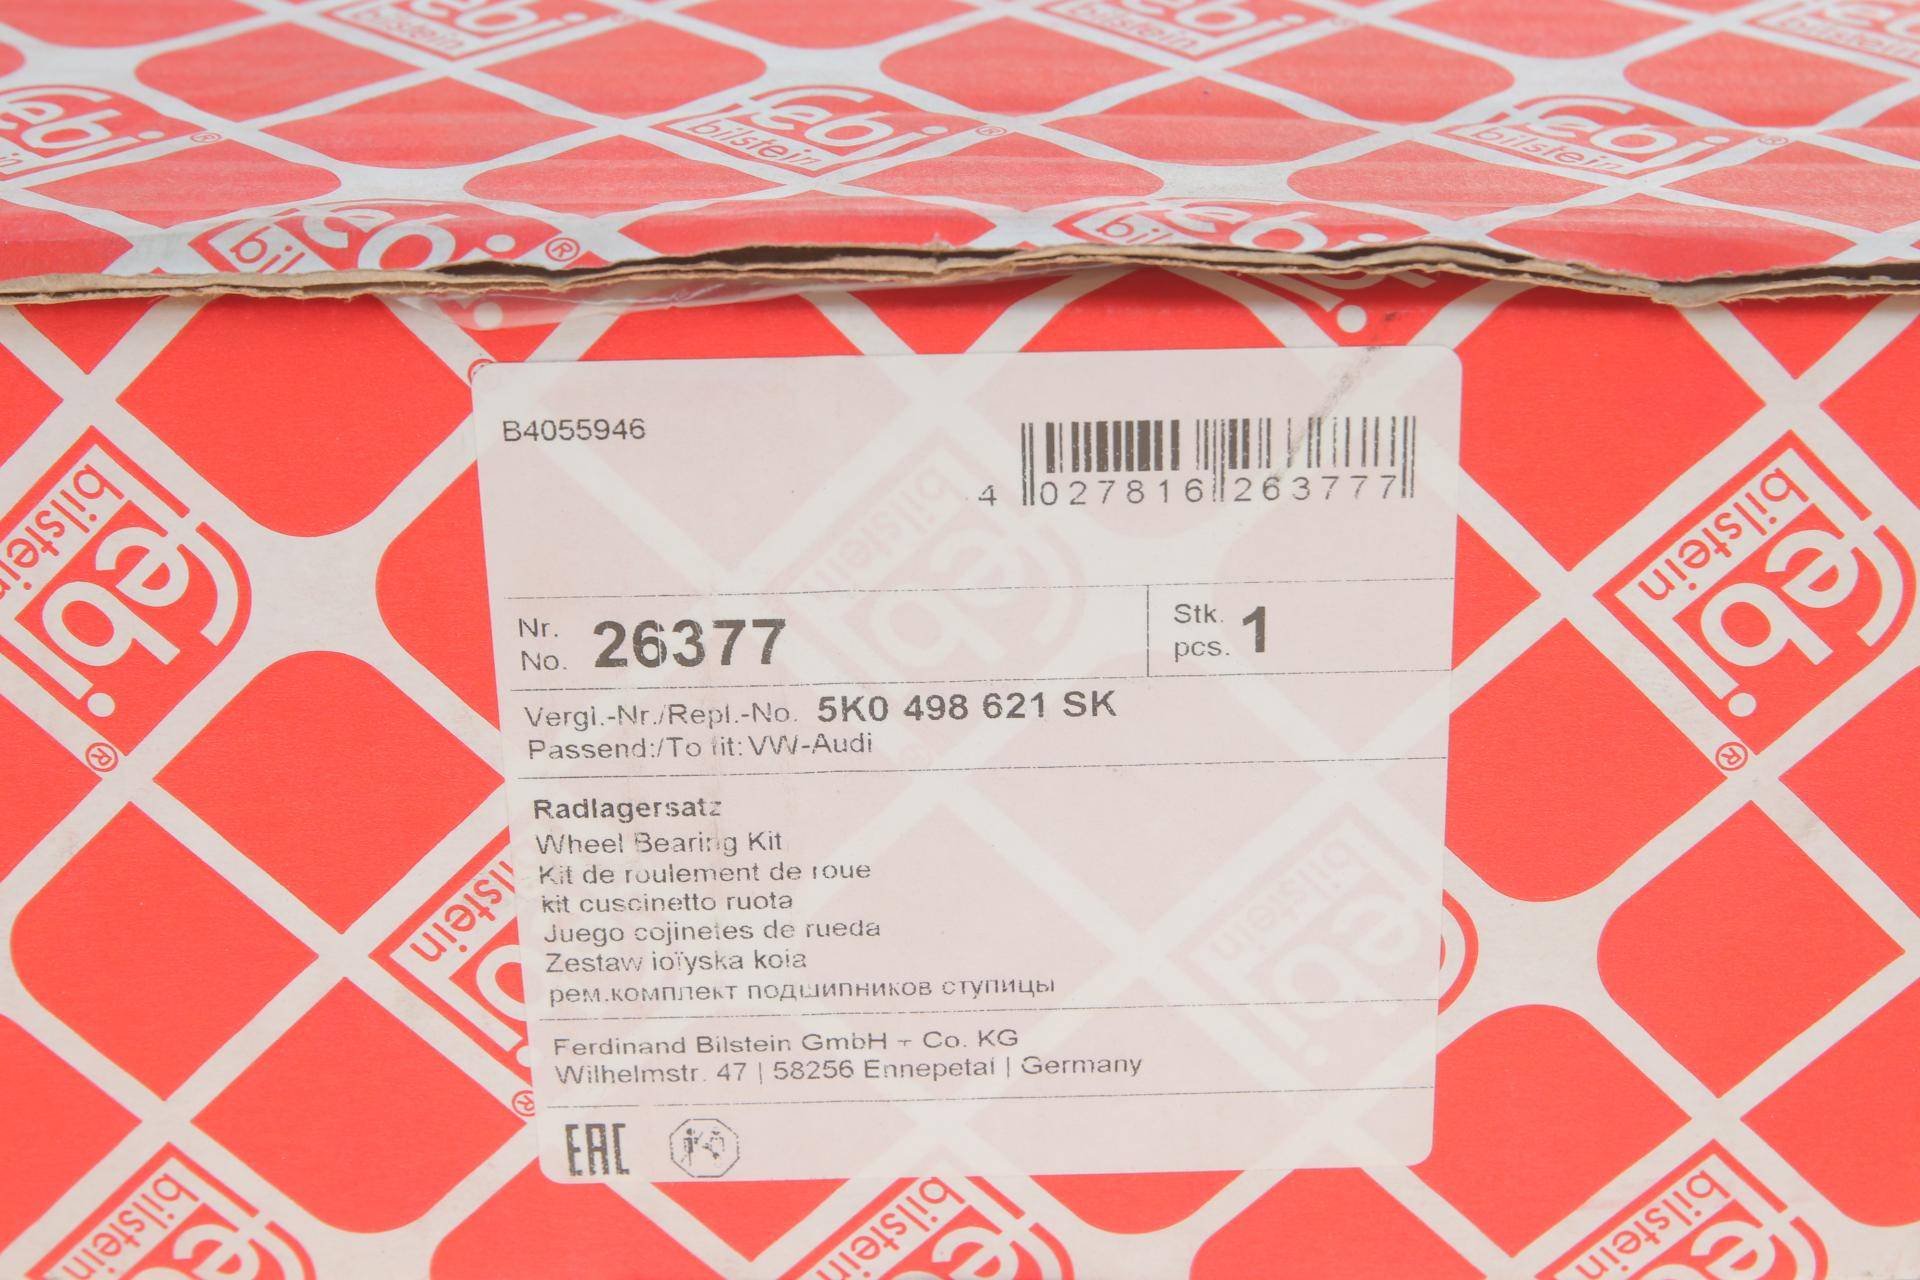 febi
bilstein
B4055946
4 027816 263777
Nr.
No. 26377
Stk.
pcs. 1
Vergl.-Nr./Repl.-No. 5K0 498 621 SK
Passend:/To fit: VW-Audi
Radlagersatz
Wheel Bearing Kit
Kit de roulement de roue
kit cuscinetto ruota
Juego cojinetes de rueda
Zestaw koła
рем.комплект подшипников ступицы
Ferdinand Bilstein GmbH + Co. KG
Wilhelmstr. 47 | 58256 Ennepetal | Germany
EAC